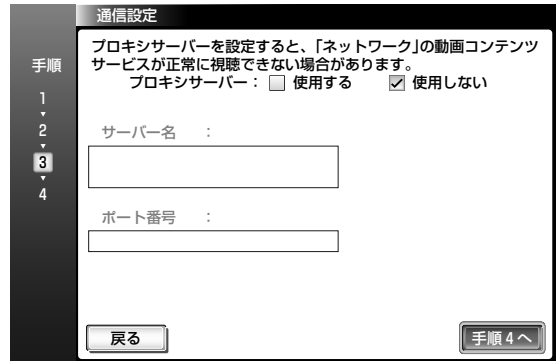 通信設定
手順
1
2
3
4
プロキシサーバーを設定すると、「ネットワーク」の動画コンテンツ
サービスが正常に視聴できない場合があります。
プロキシサーバー： 使用する 使用しない
サーバー名 ：
ポート番号 ：
戻る
手順4へ